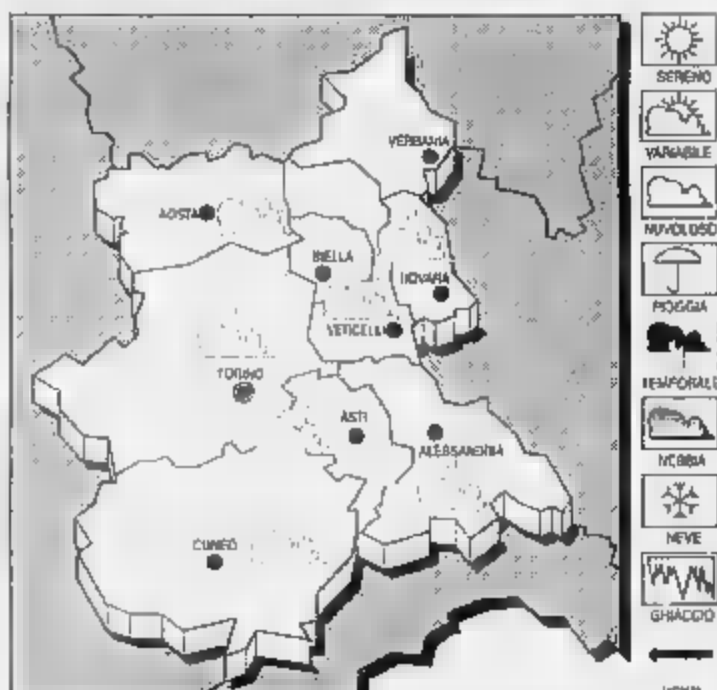 VERBANIA
AOSTA
BIELLA
NOVARA
VERCELLI
TORINO
ASTI
ALESSANDRIA
CUNEO
SERENO
VARIABILE
NUVOLOSO
PIOGGIA
TEMPORALE
NEBBIA
NEVE
GHIACCIO